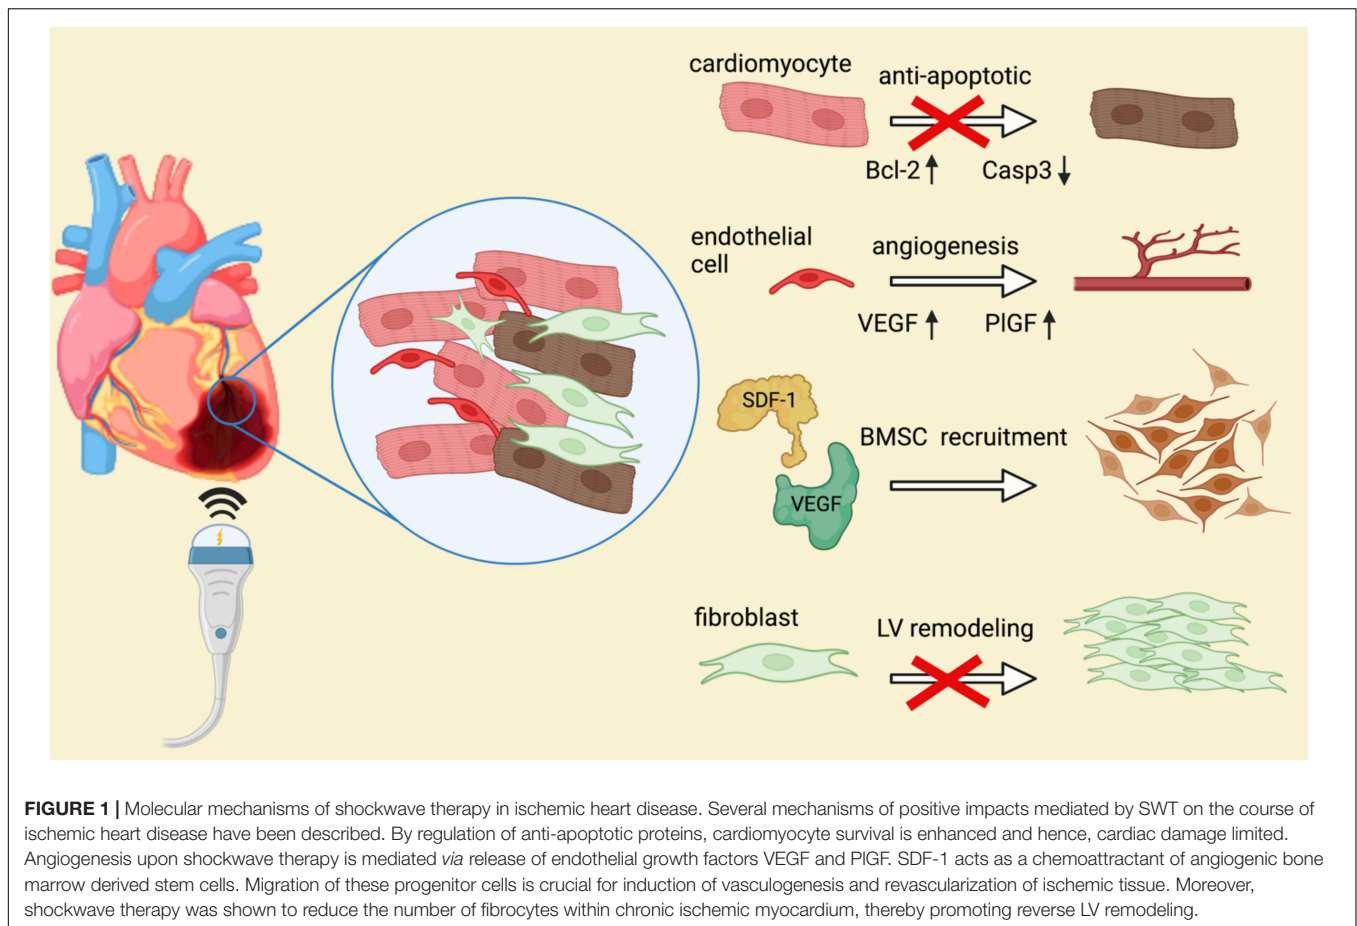 cardiomyocyte
anti-apoptotic
Bcl-2
Casp3
endothelial
cell
angiogenesis
VEGF
PlGF
SDF-1
VEGF
BMSC recruitment
fibroblast
LV remodeling
FIGURE 1 | Molecular mechanisms of shockwave therapy in ischemic heart disease. Several mechanisms of positive impacts mediated by SWT on the course of
ischemic heart disease have been described. By regulation of anti-apoptotic proteins, cardiomyocyte survival is enhanced and hence, cardiac damage limited.
Angiogenesis upon shockwave therapy is mediated via release of endothelial growth factors VEGF and PlGF. SDF-1 acts as a chemoattractant of angiogenic bone
marrow derived stem cells. Migration of these progenitor cells is crucial for induction of vasculogenesis and revascularization of ischemic tissue. Moreover,
shockwave therapy was shown to reduce the number of fibrocytes within chronic ischemic myocardium, thereby promoting reverse LV remodeling.